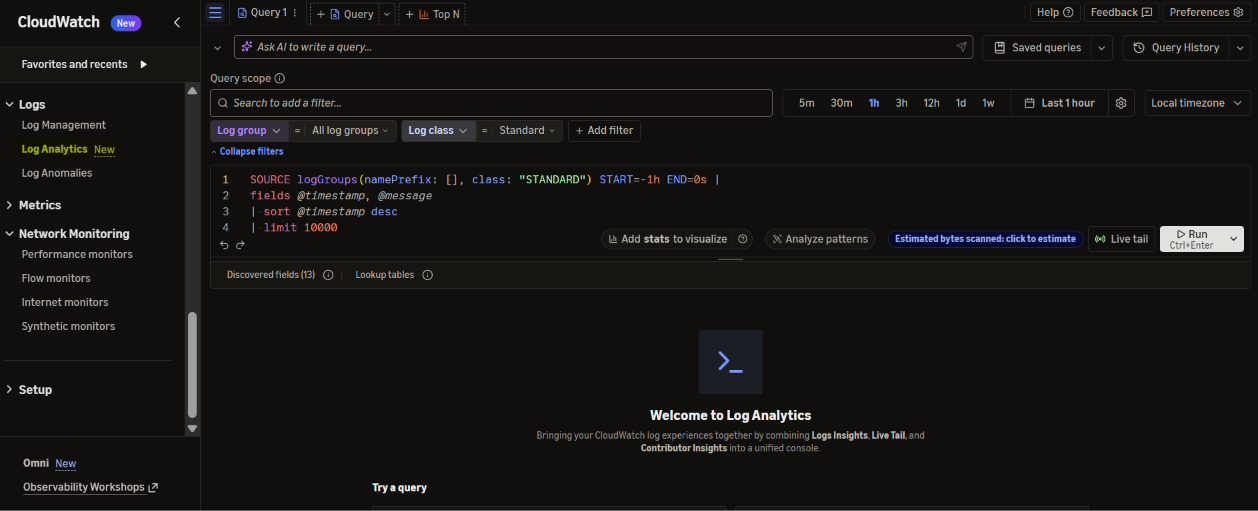 CloudWatch New
Favorites and recents
Logs
Log Management
Log Analytics New
Log Anomalies
Metrics
Network Monitoring
Performance monitors
Flow monitors
Internet monitors
Synthetic monitors
Setup
Omni New
Observability Workshops
Query 1
+ Query
+ Top N
Help
Feedback
Preferences
Ask AI to write a query...
Saved queries
Query History
Query scope
Search to add a filter...
5m 30m 1h 3h 12h 1d 1w
Last 1 hour
Local timezone
Log group = All log groups
Log class = Standard
+ Add filter
Collapse filters
1 SOURCE logGroups(namePrefix: [], class: "STANDARD") START=-1h END=0s |
2 fields @timestamp, @message
3 | sort @timestamp desc
4 | limit 10000
Add stats to visualize
Analyze patterns
Estimated bytes scanned: click to estimate
Live tail
Run
Ctrl+Enter
Discovered fields (13)
Lookup tables
Welcome to Log Analytics
Bringing your CloudWatch log experiences together by combining Logs Insights, Live Tail, and
Contributor Insights into a unified console.
Try a query